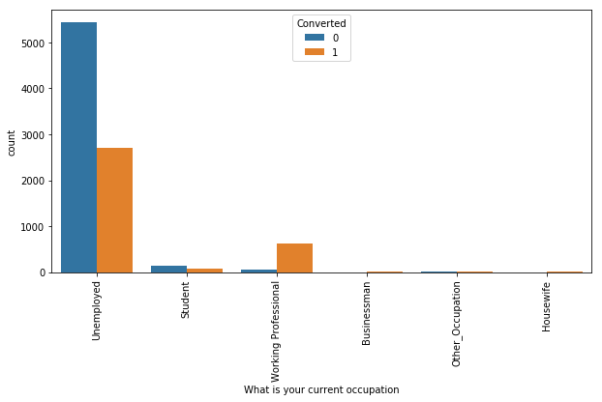 Converted
0
1
5000
4000
3000
2000
1000
0
count
Unemployed
Student
Working Professional
Businessman
Other_Occupation
Housewife
What is your current occupation